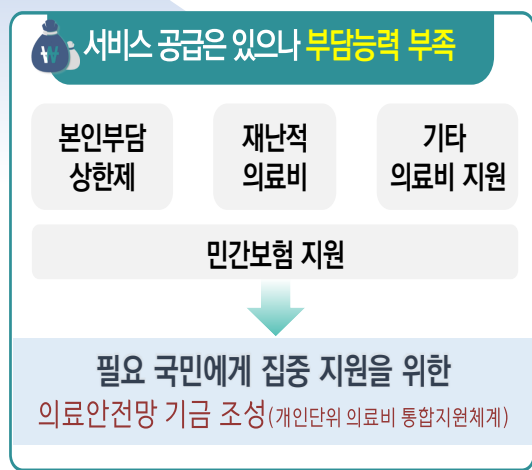 ₩ 서비스 공급은 있으나 부담능력 부족
본인부담 상한제
재난적 의료비
기타 의료비 지원
민간보험 지원
필요 국민에게 집중 지원을 위한
의료안전망 기금 조성(개인단위 의료비 통합지원체계)